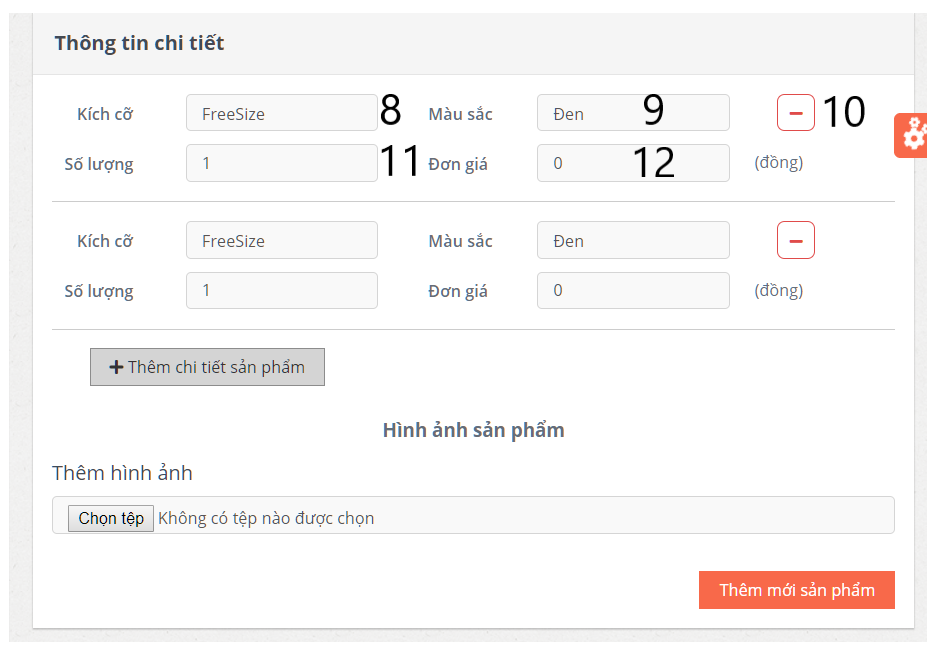 Thông tin chi tiết
Kích cỡ FreeSize 8 Màu sắc Đen 9 − 10
Số lượng 1 11 Đơn giá 0 12 (đồng)
Kích cỡ FreeSize Màu sắc Đen −
Số lượng 1 Đơn giá 0 (đồng)
+ Thêm chi tiết sản phẩm
Hình ảnh sản phẩm
Thêm hình ảnh
Chọn tệp Không có tệp nào được chọn
Thêm mới sản phẩm